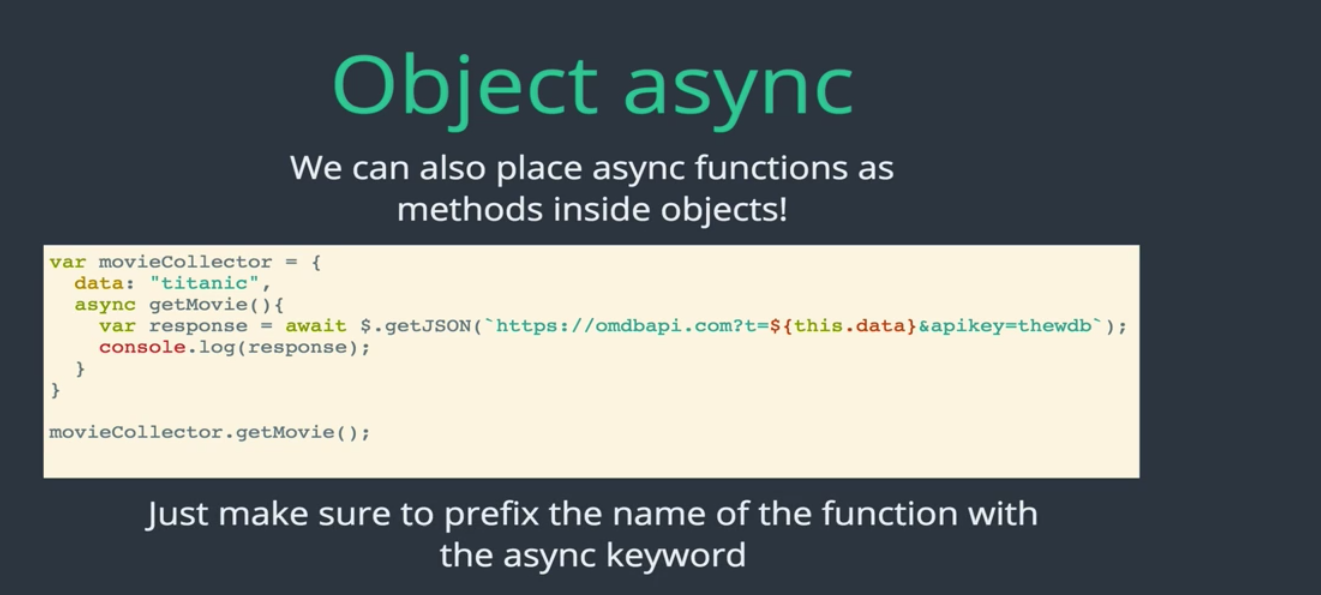 Object async
We can also place async functions as
methods inside objects!
var movieCollector = {
  data: "titanic",
  async getMovie(){
    var response = await $.getJSON(`https://omdbapi.com?t=${this.data}&apikey=thewdb`);
    console.log(response);
  }
}
movieCollector.getMovie();
Just make sure to prefix the name of the function with
the async keyword